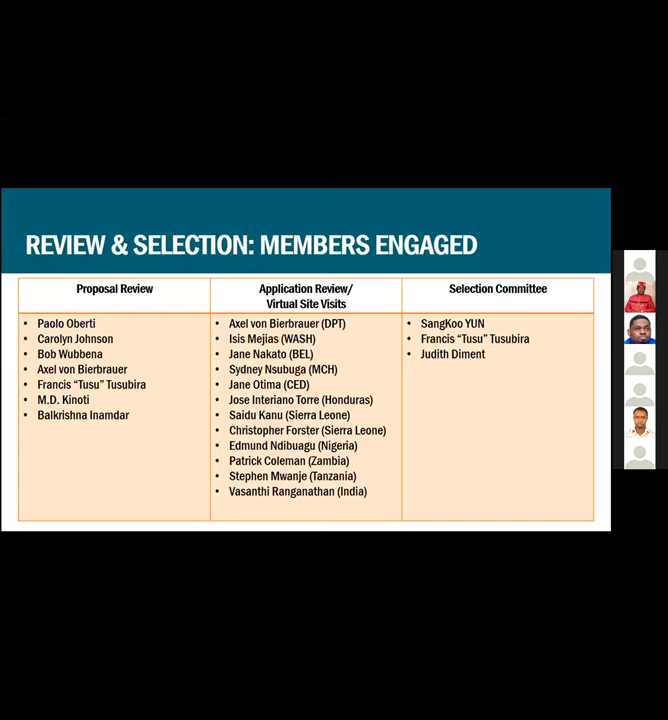 REVIEW & SELECTION: MEMBERS ENGAGED
Proposal Review
• Paolo Oberti
• Carolyn Johnson
• Bob Wubbena
• Axel von Bierbrauer
• Francis “Tusu” Tusubira
• M.D. Kinoti
• Balkrishna Inamdar
Application Review/
Virtual Site Visits
• Axel von Bierbrauer (DPT)
• Isis Mejias (WASH)
• Jane Nakato (BEL)
• Sydney Nsubuga (MCH)
• Jane Otima (CED)
• Jose Interiano Torre (Honduras)
• Saidu Kanu (Sierra Leone)
• Christopher Forster (Sierra Leone)
• Edmund Ndibuagu (Nigeria)
• Patrick Coleman (Zambia)
• Stephen Mwanje (Tanzania)
• Vasanthi Ranganathan (India)
Selection Committee
• SangKoo YUN
• Francis “Tusu” Tusubira
• Judith Diment